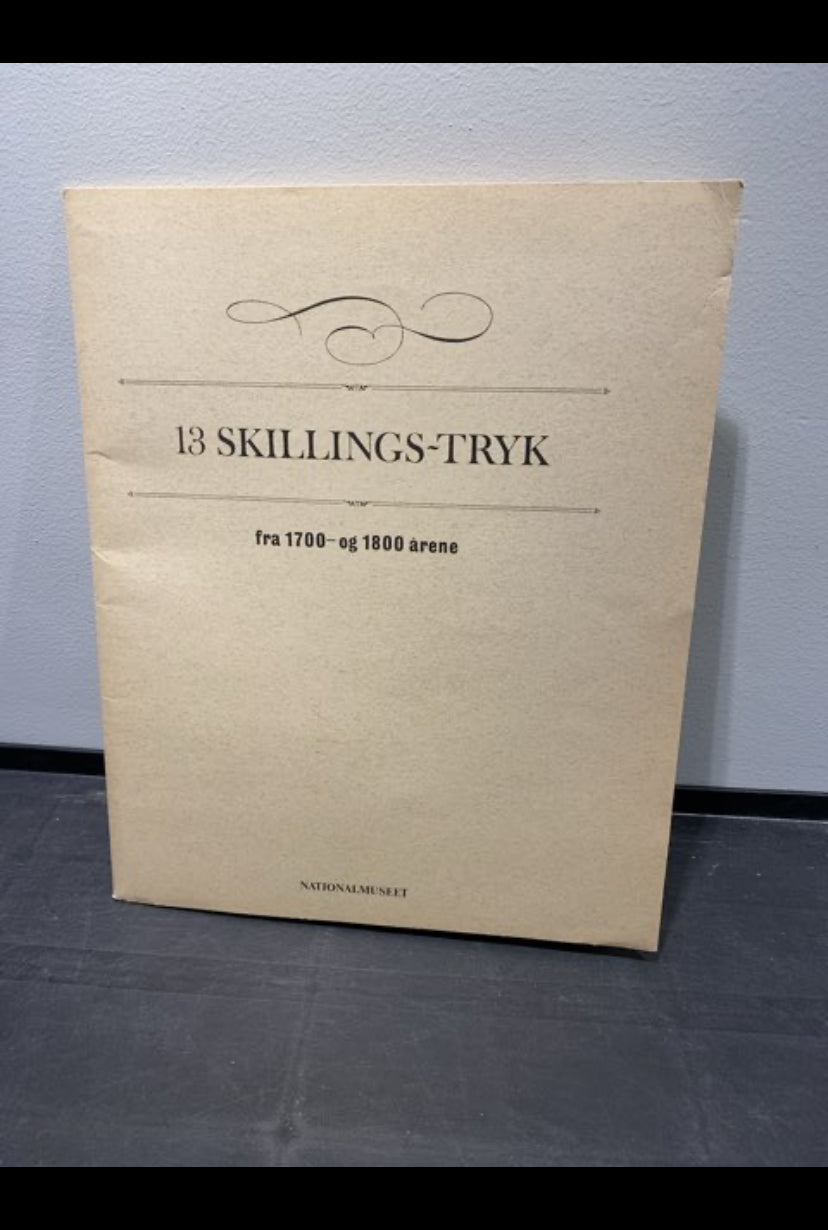 13 SKILLINGS-TRYK
fra 1700- og 1800 årene
NATIONALMUSEET